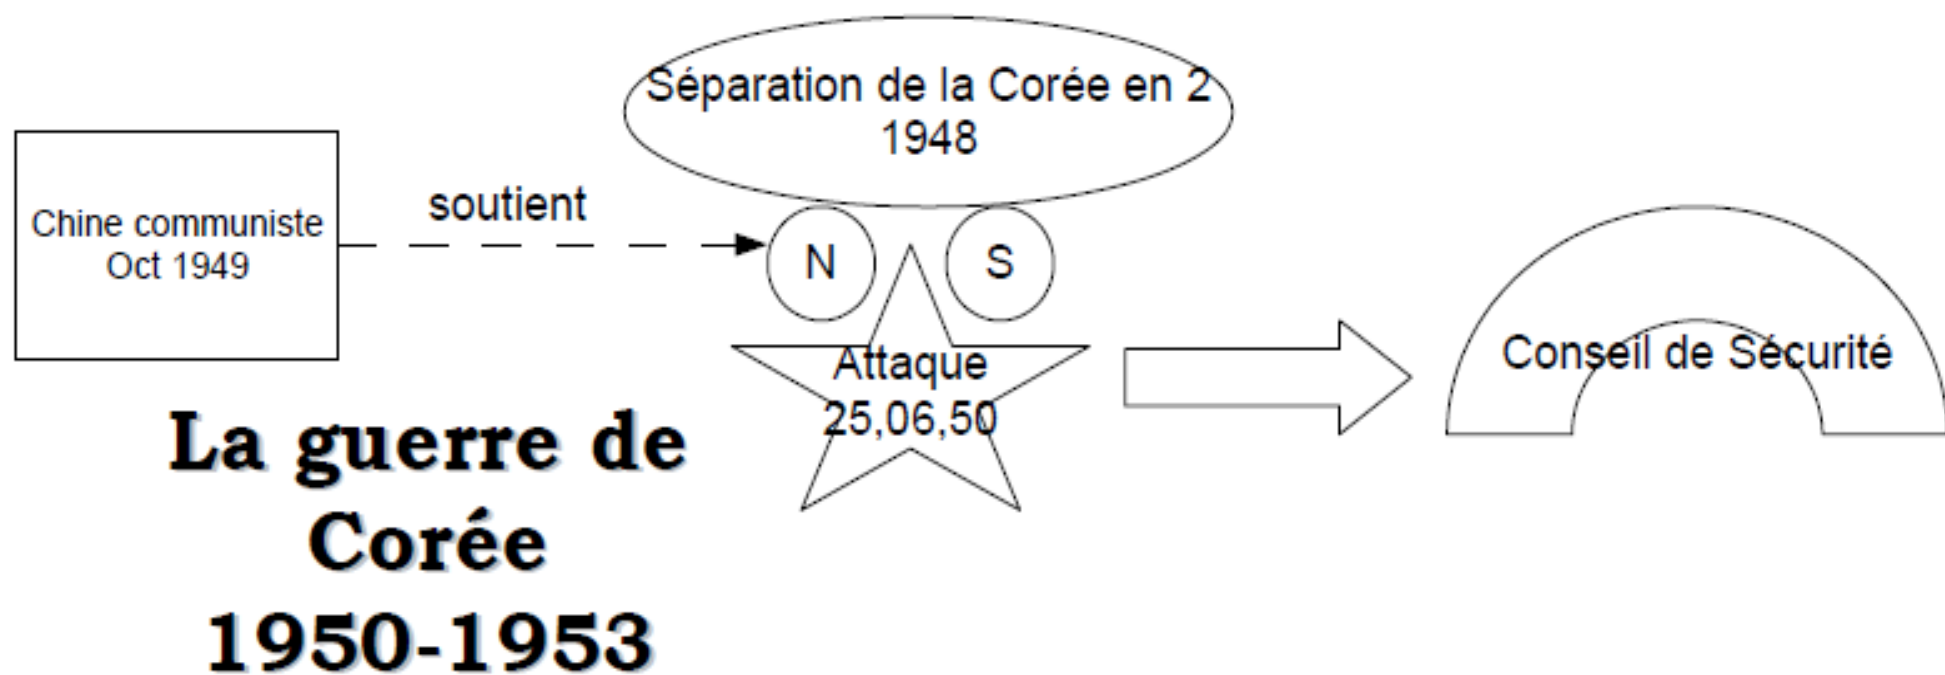 Séparation de la Corée en 2
1948
Chine communiste
Oct 1949
soutient
N
S
Attaque
25,06,50
Conseil de Sécurité
La guerre de
Corée
1950-1953